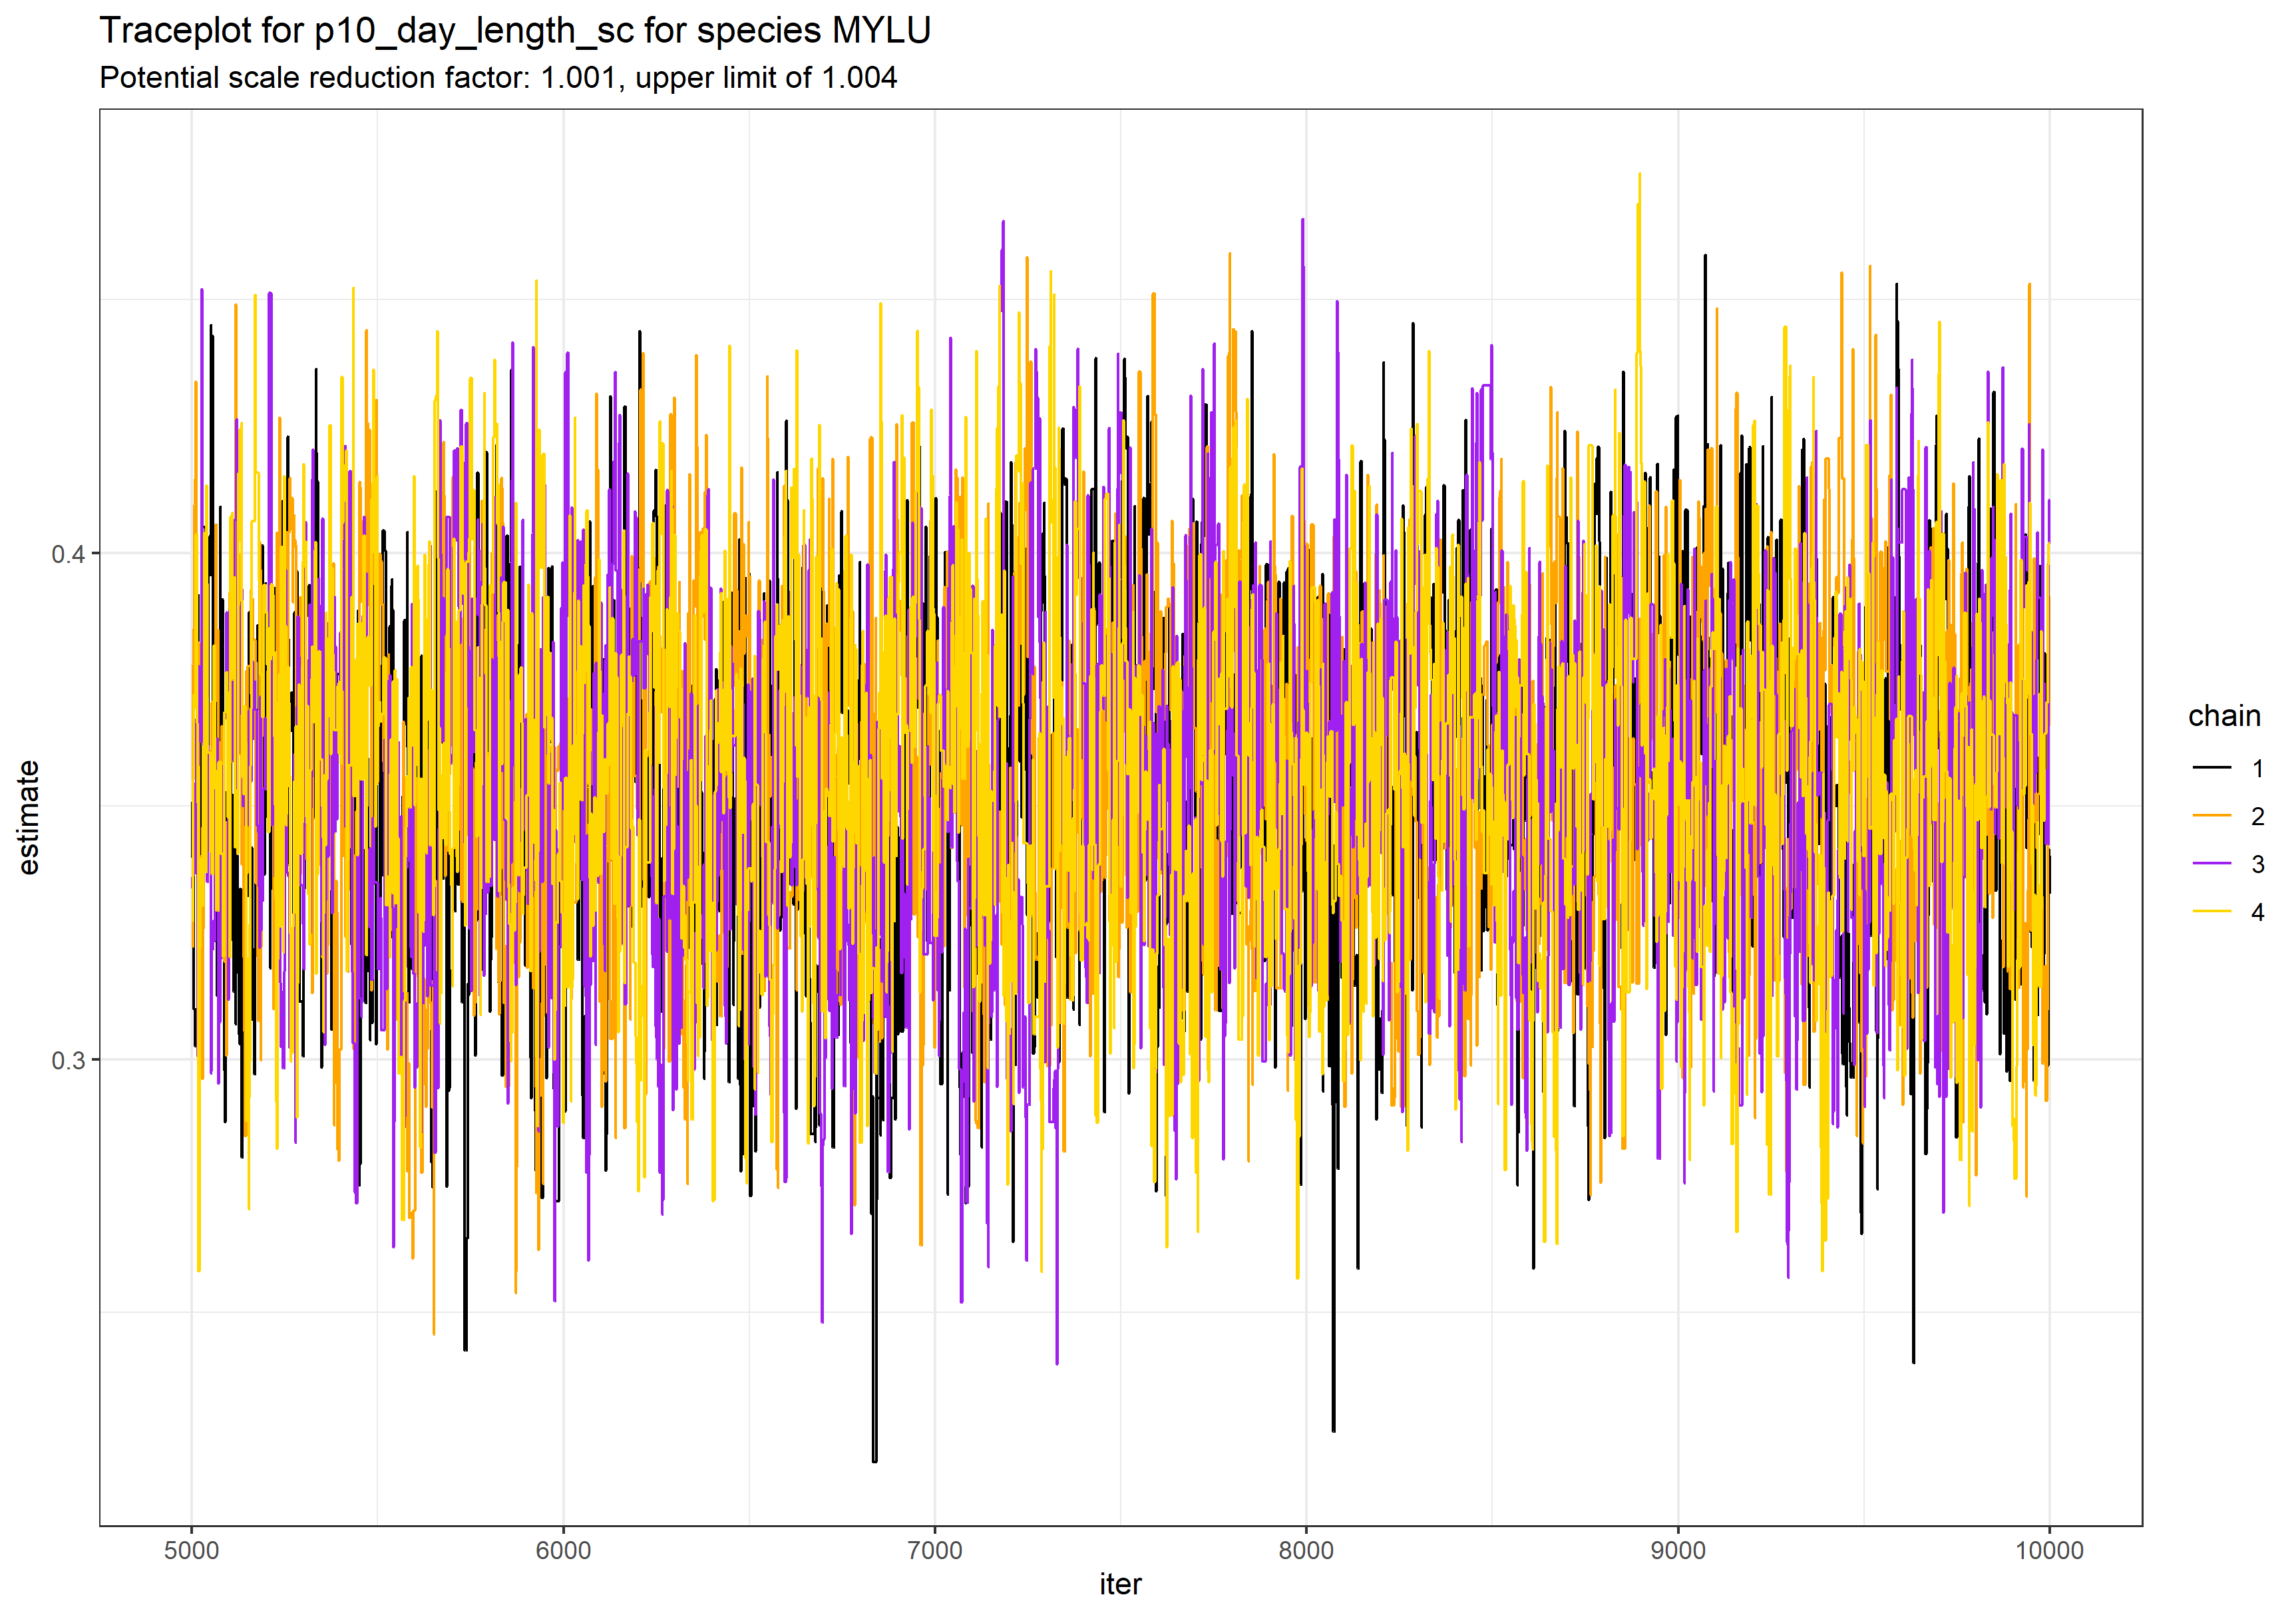 Traceplot for p10_day_length_sc for species MYLU
Potential scale reduction factor: 1.001, upper limit of 1.004
estimate
0.4
0.3
5000 6000 7000 8000 9000 10000
iter
chain
1
2
3
4